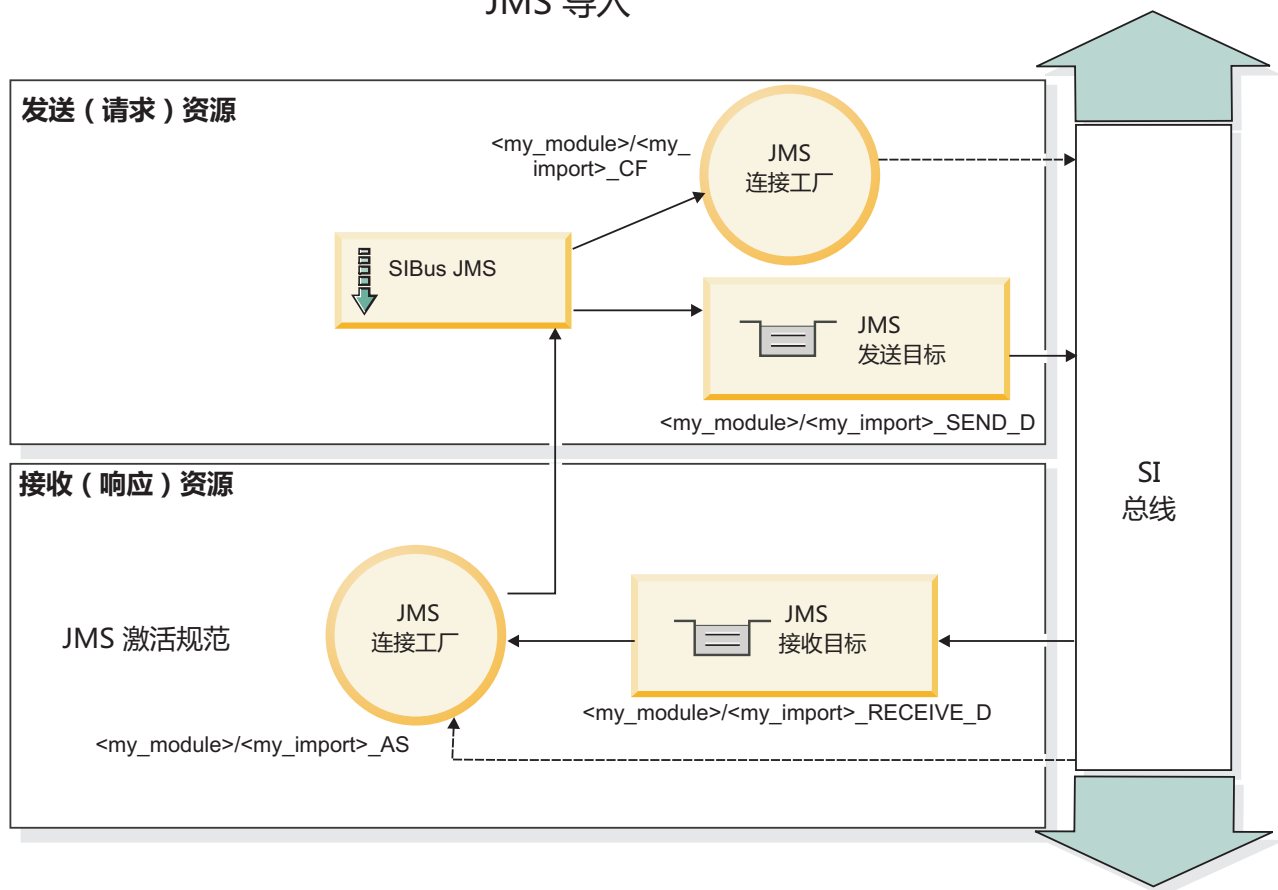 JMS 导入
发送（请求）资源
<my_module>/<my_
import>_CF
JMS
连接工厂
SIBus JMS
JMS
发送目标
<my_module>/<my_import>_SEND_D
SI
总线
接收（响应）资源
JMS 激活规范
JMS
连接工厂
JMS
接收目标
<my_module>/<my_import>_RECEIVE_D
<my_module>/<my_import>_AS